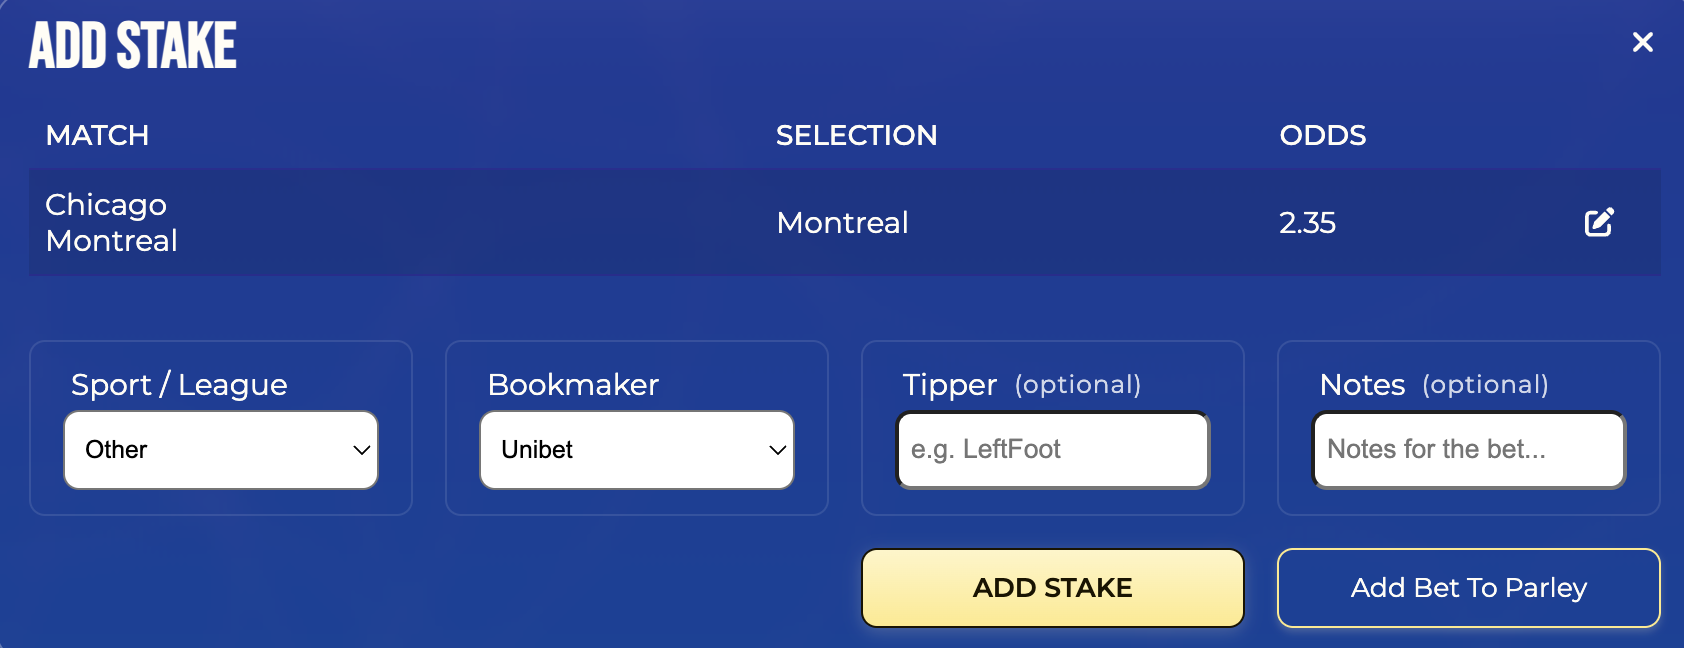 ADD STAKE
MATCH SELECTION ODDS
Chicago
Montreal
Montreal
2.35
Sport / League
Other
Bookmaker
Unibet
Tipper (optional)
e.g. LeftFoot
Notes (optional)
Notes for the bet...
ADD STAKE
Add Bet To Parley